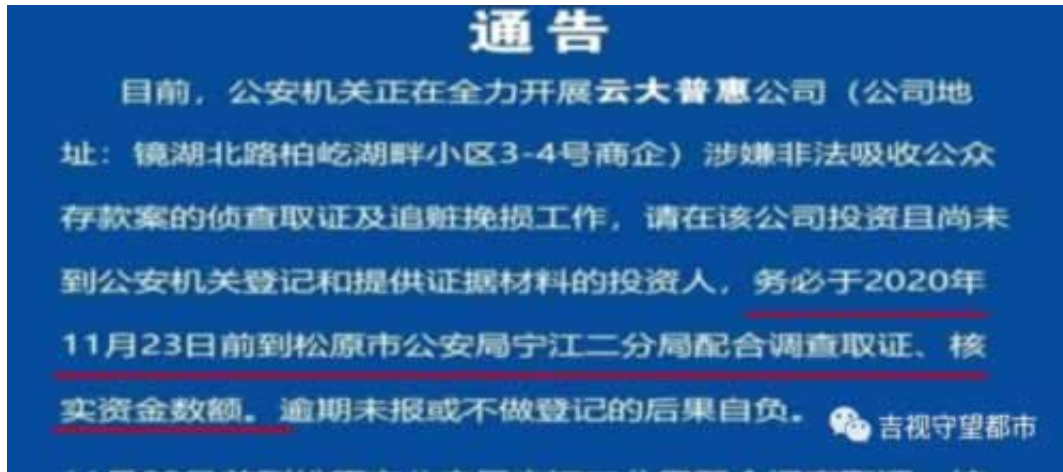 通告
目前，公安机关正在全力开展云大普惠公司（公司地
址：镜湖北路柏屹湖畔小区3-4号商企）涉嫌非法吸收公众
存款案的侦查取证及追赃挽损工作，请在该公司投资且尚未
到公安机关登记和提供证据材料的投资人，务必于2020年
11月23日前到松原市公安局宁江二分局配合调查取证、核
实资金数额。逾期未报或不做登记的后果自负。
吉视守望都市